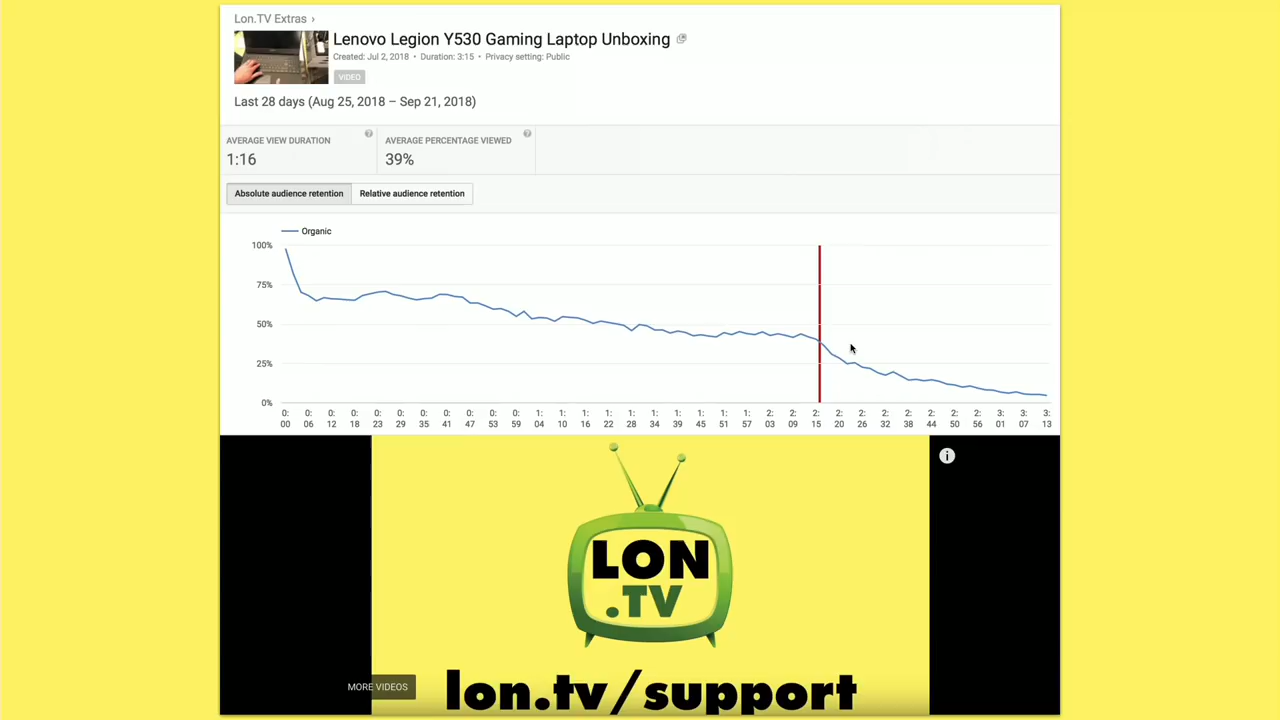 Lon.TV Extras ›
Lenovo Legion Y530 Gaming Laptop Unboxing
Created: Jul 2, 2018 • Duration: 3:15 • Privacy setting: Public
VIDEO
Last 28 days (Aug 25, 2018 – Sep 21, 2018)
AVERAGE VIEW DURATION ?
1:16
AVERAGE PERCENTAGE VIEWED ?
39%
Absolute audience retention Relative audience retention
Organic
100%
75%
50%
25%
0%
0:00 0:06 0:12 0:18 0:23 0:29 0:35 0:41 0:47 0:53 0:59 1:04 1:10 1:16 1:22 1:28 1:34 1:39 1:45 1:51 1:57 2:03 2:09 2:15 2:20 2:26 2:32 2:38 2:44 2:50 2:56 3:01 3:07 3:13
i
LON
.TV
MORE VIDEOS
lon.tv/support